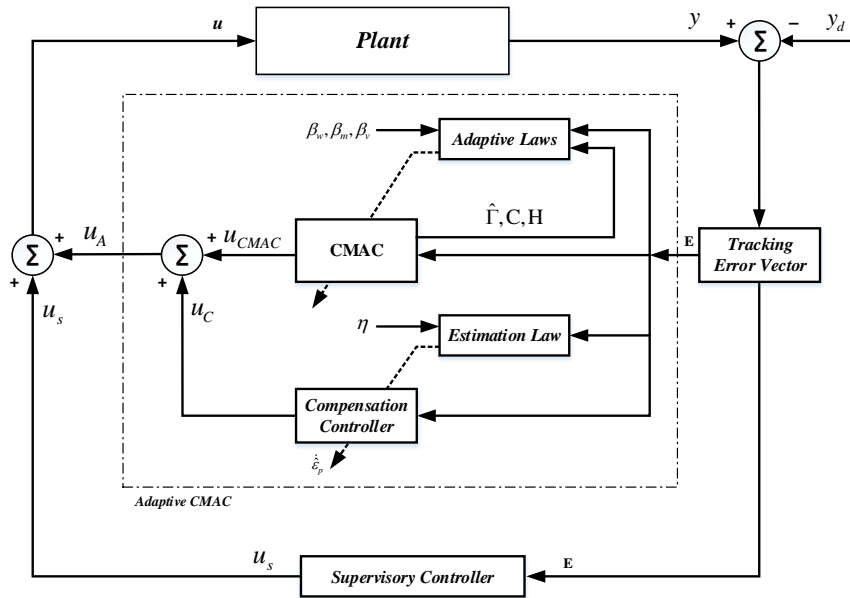 u
Plant
y
+
−
y_d
Σ
β_w, β_m, β_v
Adaptive Laws
Γ̂, C, H
Σ
+
+
u_A
Σ
+
+
u_CMAC
CMAC
E
Tracking
Error Vector
u_s
u_C
η
Estimation Law
Compensation
Controller
ε̂̇_p
Adaptive CMAC
u_s
Supervisory Controller
E